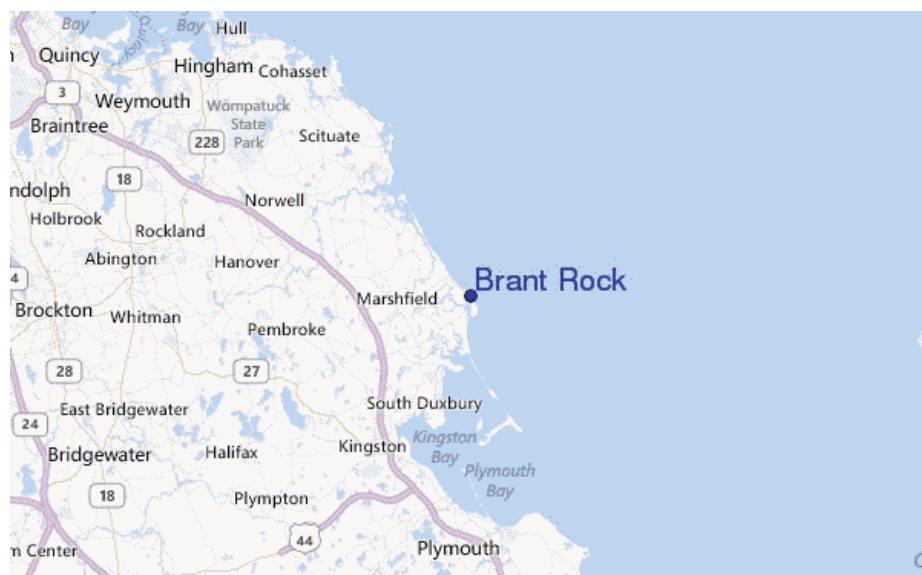 Bay
Bay
Hull
Quincy
Quincy
Hingham
Cohasset
3
Weymouth
Wompatuck
State
Park
Braintree
228
Scituate
18
ndolph
Norwell
Holbrook
Rockland
Abington
Hanover
4
Brant Rock
Marshfield
Brockton
Whitman
Pembroke
28
27
East Bridgewater
South Duxbury
24
Kingston
Bay
Kingston
Bridgewater
Halifax
Plymouth
Bay
18
Plympton
44
m Center
Plymouth